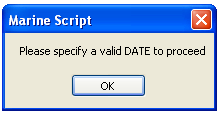 Marine Script
Please specify a valid DATE to proceed
OK